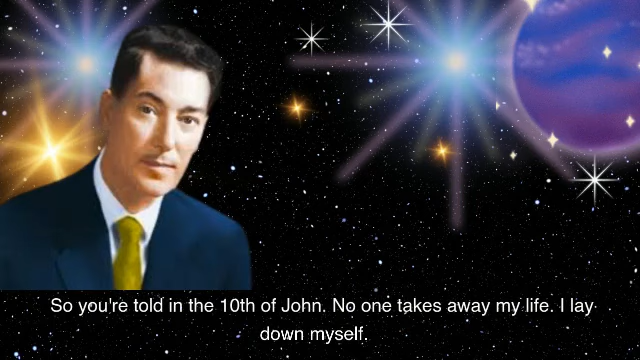 So you're told in the 10th of John. No one takes away my life. I lay
down myself.